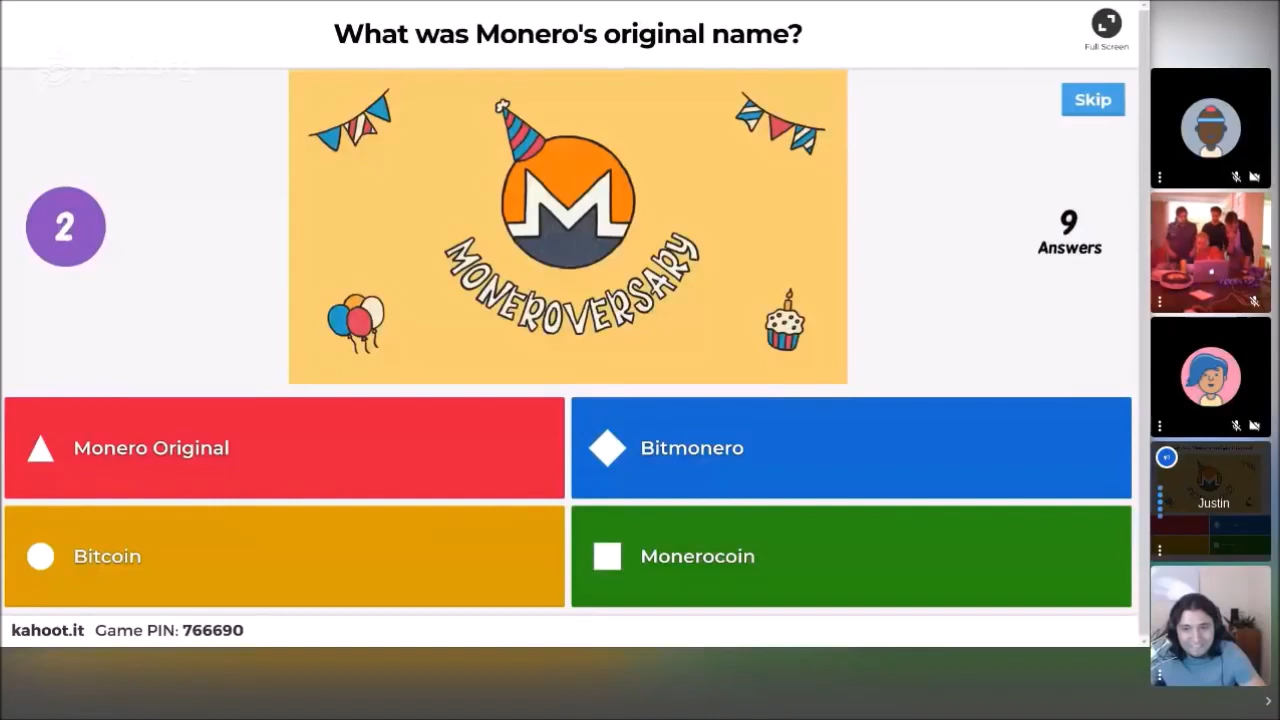 What was Monero's original name?
Full Screen
Skip
2
MONEROVERSARY
9
Answers
Monero Original
Bitmonero
Bitcoin
Monerocoin
kahoot.it Game PIN: 766690
Justin